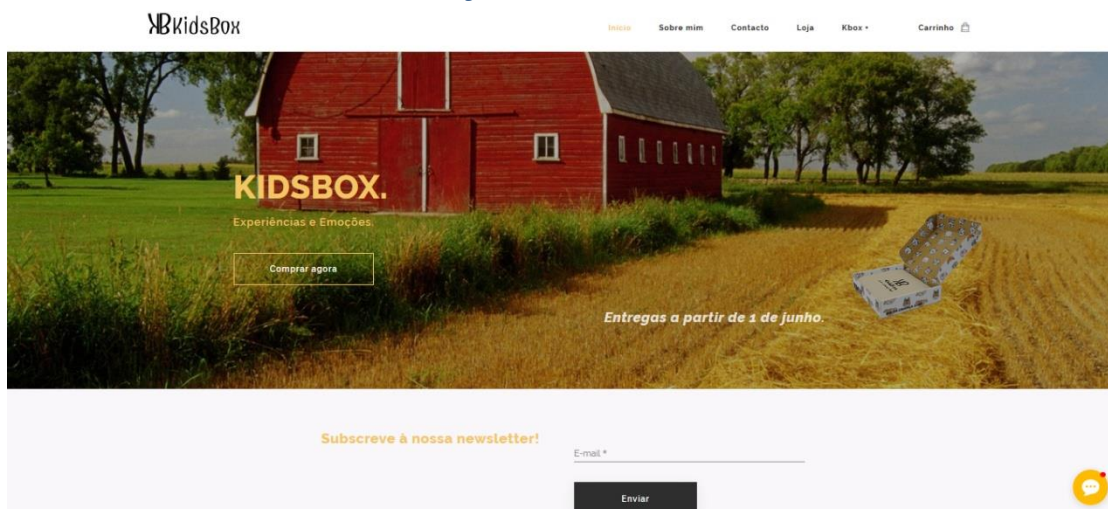 KB KidsBox
Início Sobre mim Contacto Loja Kbox Carrinho
KIDSBOX.
Experiências e Emoções.
Comprar agora
Entregas a partir de 1 de junho.
Subscreve à nossa newsletter!
E-mail *
Enviar